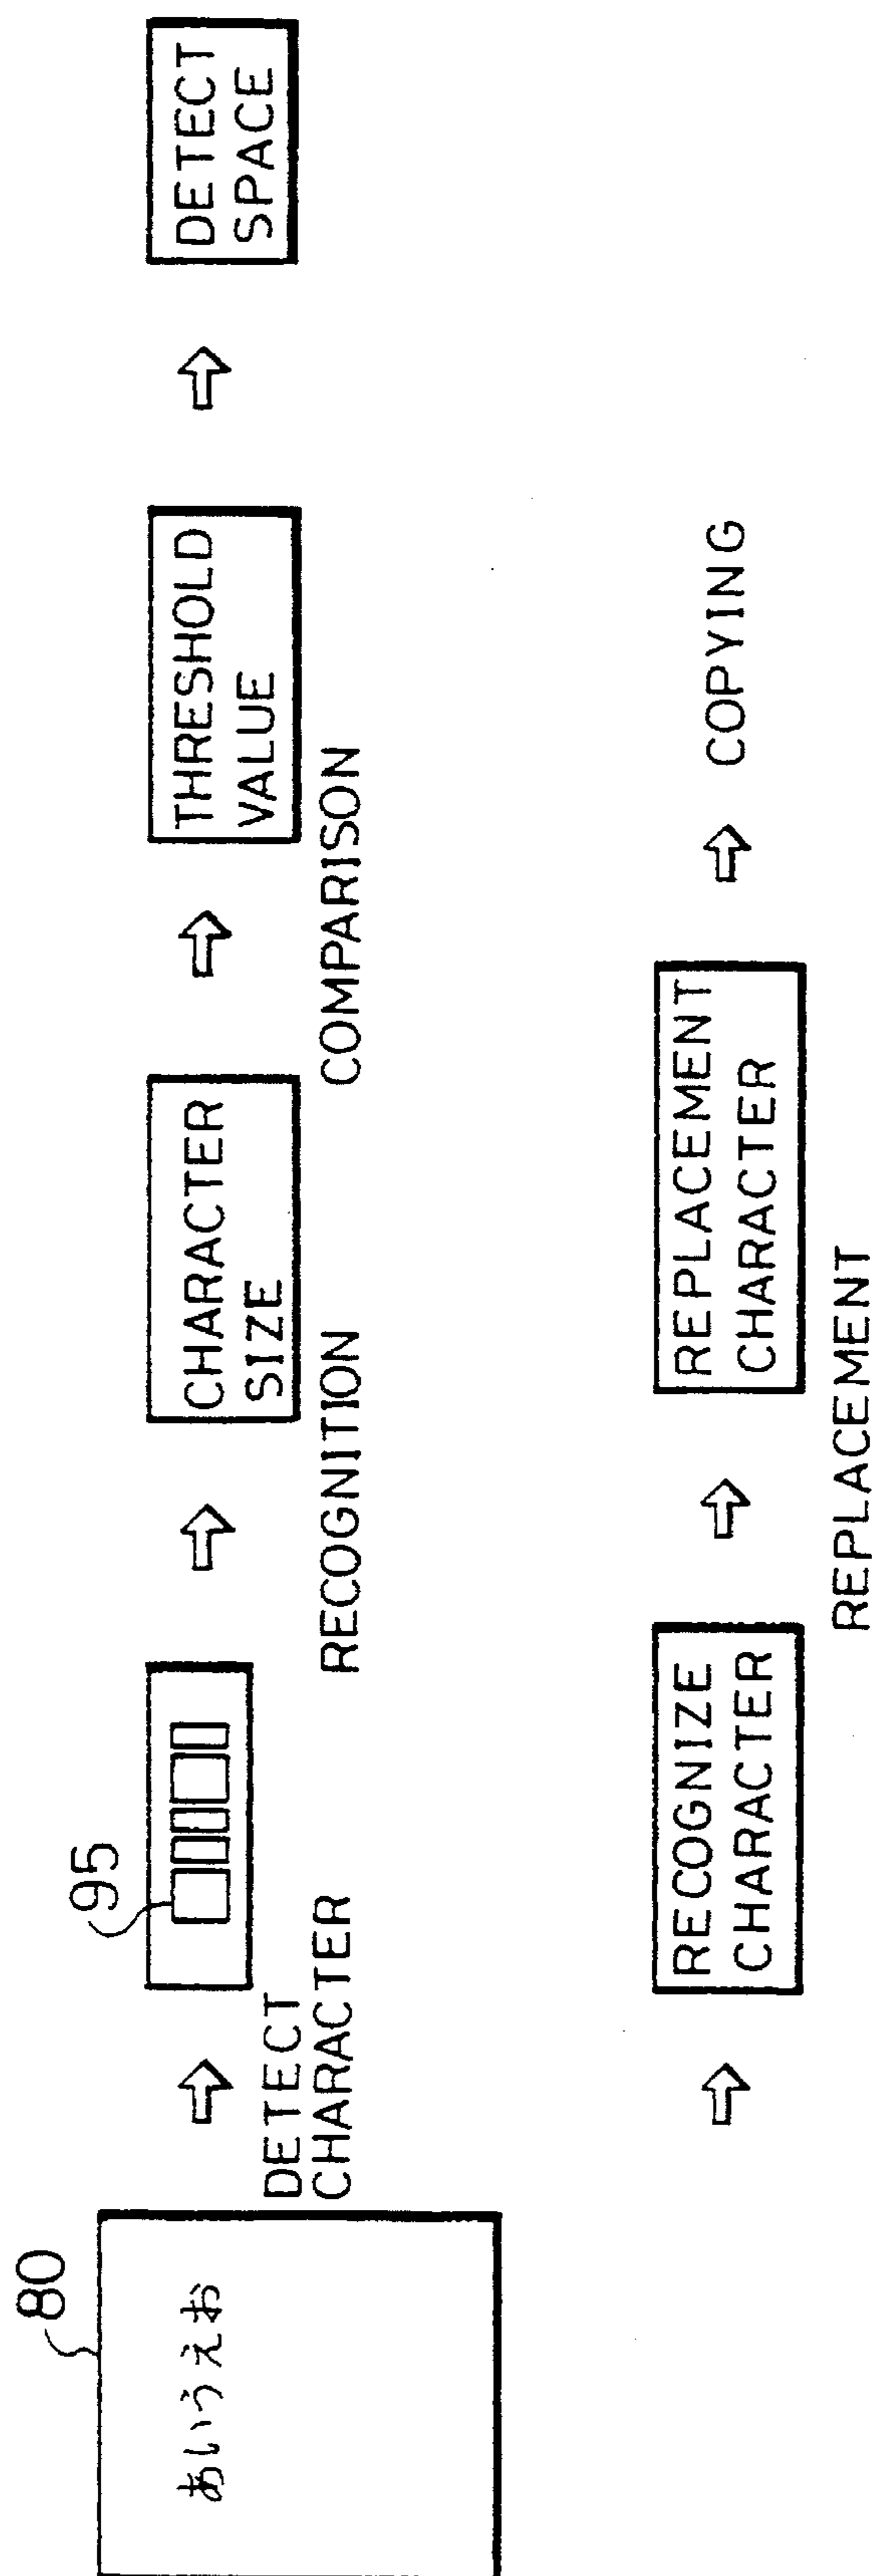 80
あいうえお
DETECT
CHARACTER
95
RECOGNITION
CHARACTER
SIZE
COMPARISON
THRESHOLD
VALUE
DETECT
SPACE
RECOGNIZE
CHARACTER
REPLACEMENT
REPLACEMENT
CHARACTER
COPYING